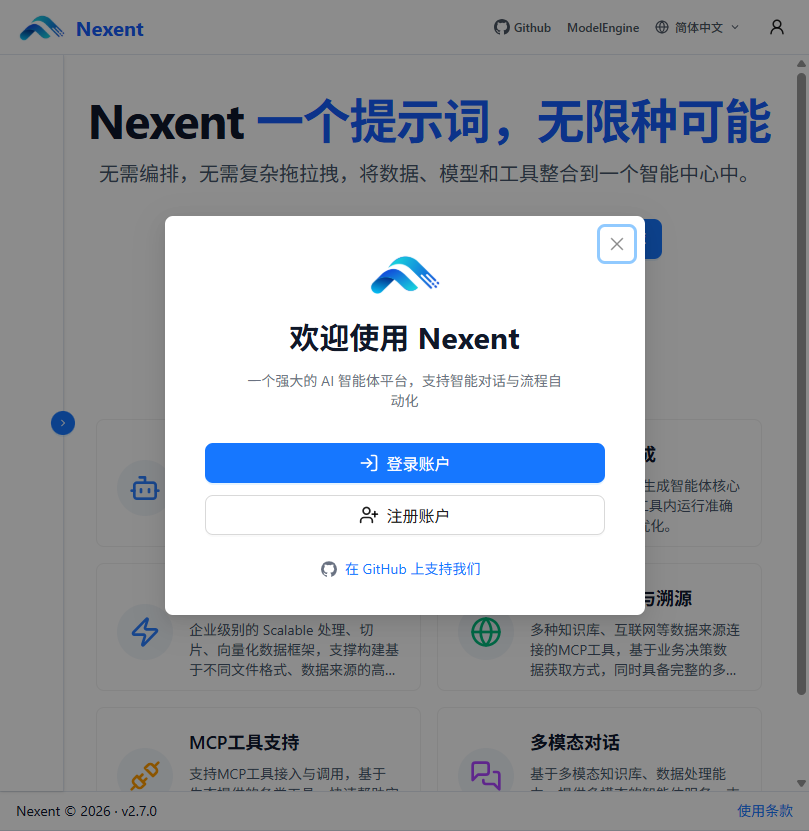 Nexent
Github
ModelEngine
简体中文
Nexent 一个提示词，无限种可能
无需编排，无需复杂拖拉拽，将数据、模型和工具整合到一个智能中心中。
欢迎使用 Nexent
一个强大的 AI 智能体平台，支持智能对话与流程自
动化
登录账户
注册账户
在 GitHub 上支持我们
成
生成智能体核心
工具内运行准确
优化。
企业级别的 Scalable 处理、切
片、向量化数据框架，支撑构建基
于不同文件格式、数据来源的高...
与溯源
多种知识库、互联网等数据来源连
接的MCP工具，基于业务决策数
据获取方式，同时具备完整的多...
MCP工具支持
支持MCP工具接入与调用，基于
多模态对话
基于多模态知识库、数据处理能
Nexent © 2026 · v2.7.0
使用条款